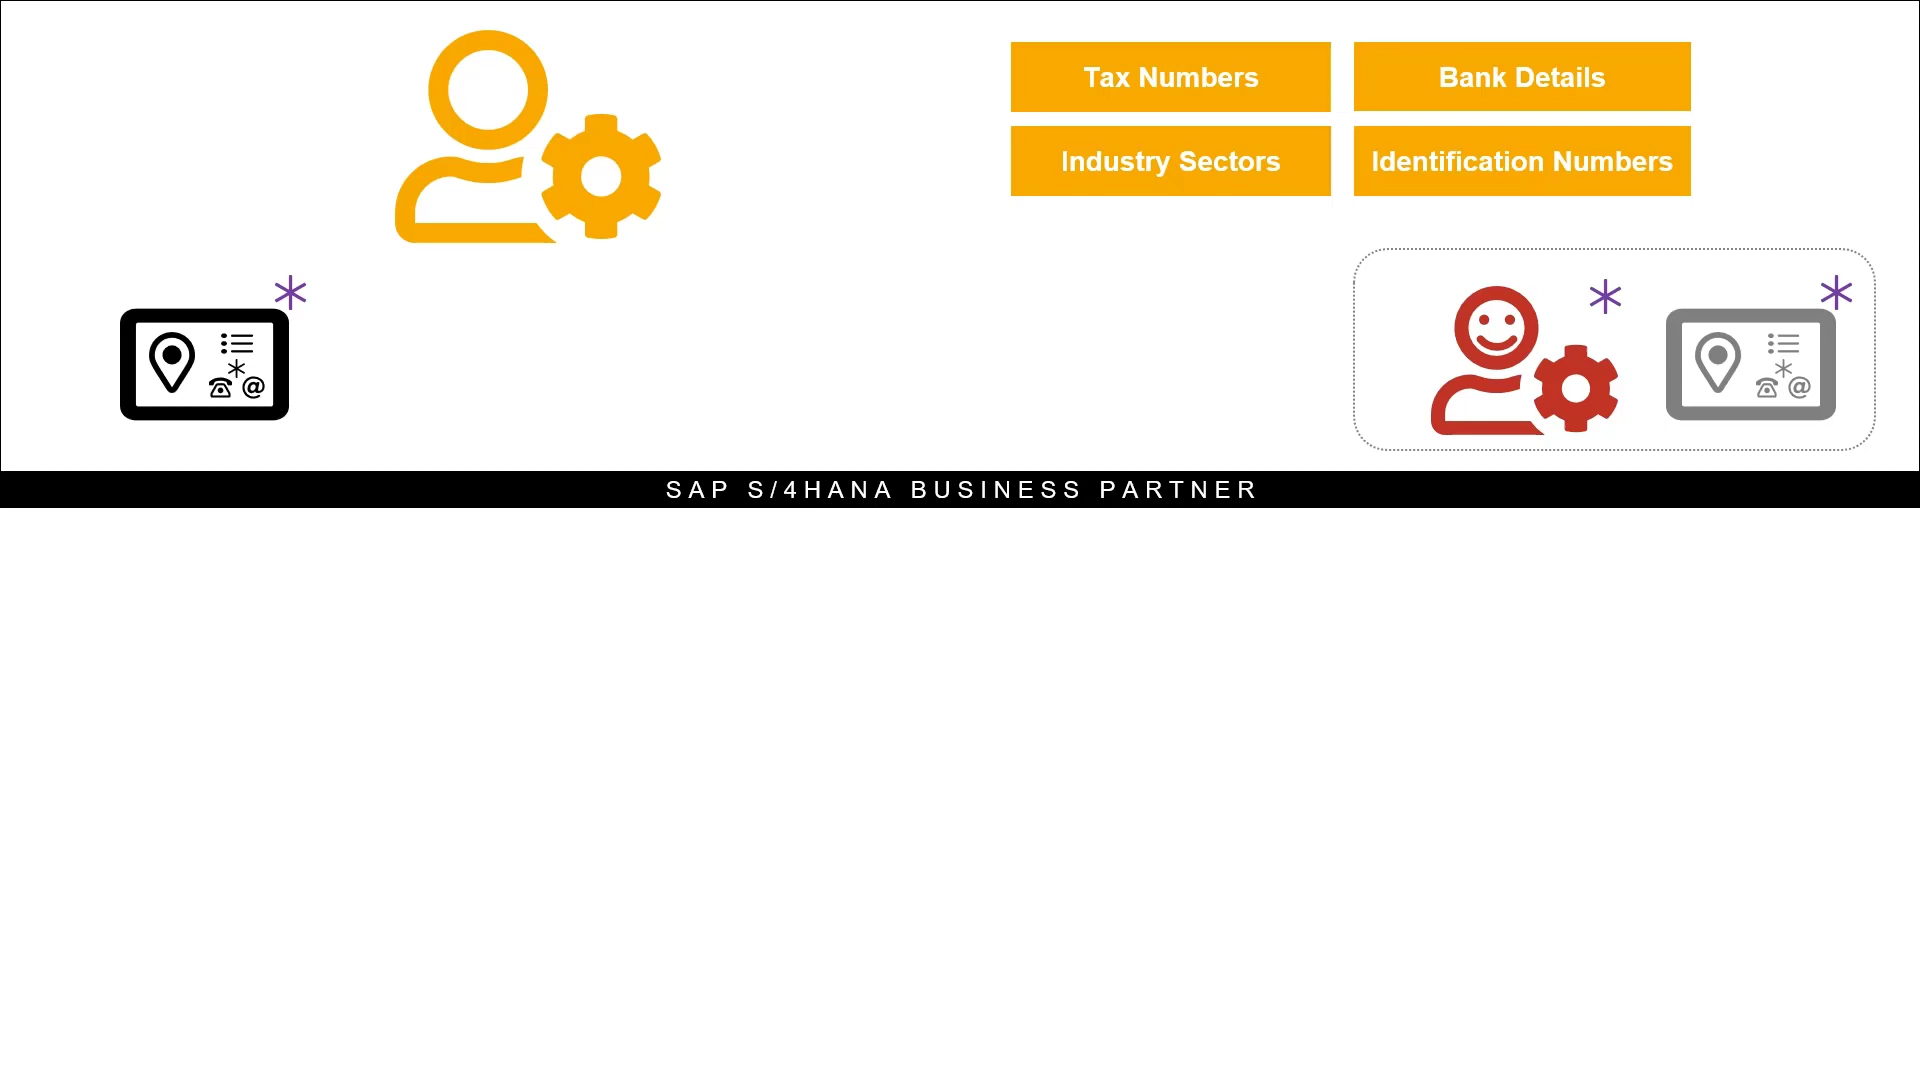 Tax Numbers
Bank Details
Industry Sectors
Identification Numbers
@
@
SAP S/4HANA BUSINESS PARTNER